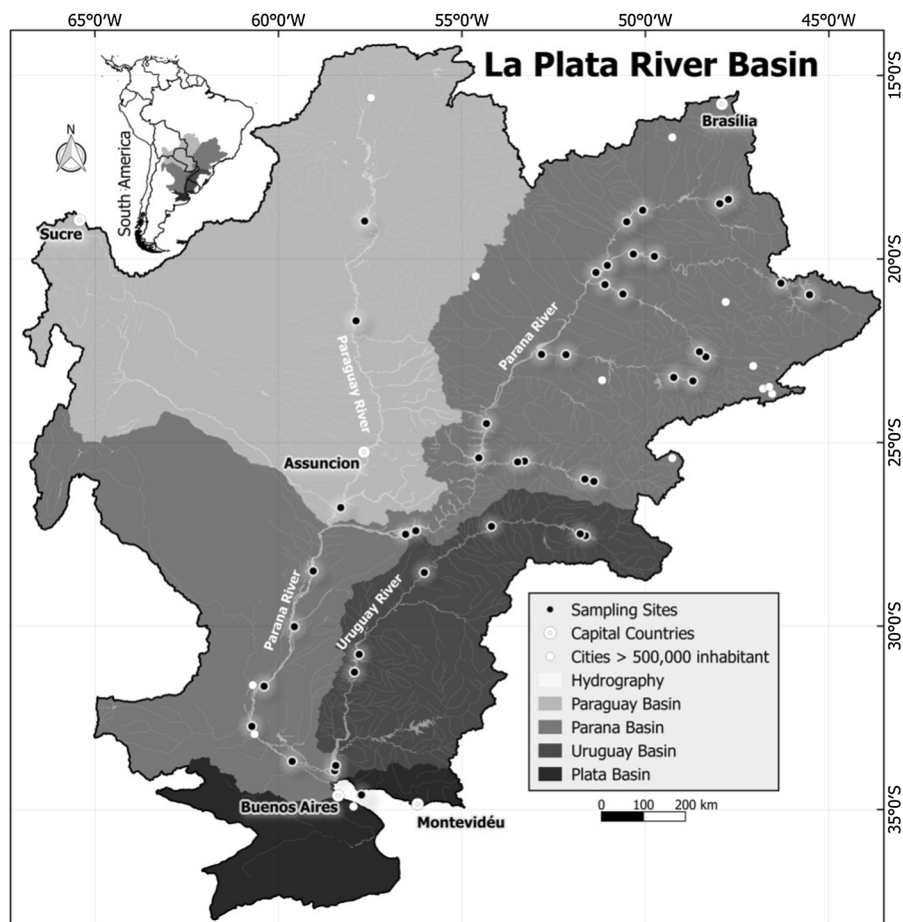 65°0'W 60°0'W 55°0'W 50°0'W 45°0'W
La Plata River Basin
15°0'S
N
South America
Brasília
Sucre
20°0'S
Parana River
Paraguay River
25°0'S
Assuncion
Parana River
Uruguay River
30°0'S
Sampling Sites
Capital Countries
Cities > 500,000 inhabitant
Hydrography
Paraguay Basin
Parana Basin
Uruguay Basin
Plata Basin
0 100 200 km
Buenos Aires
Montevidéu
35°0'S